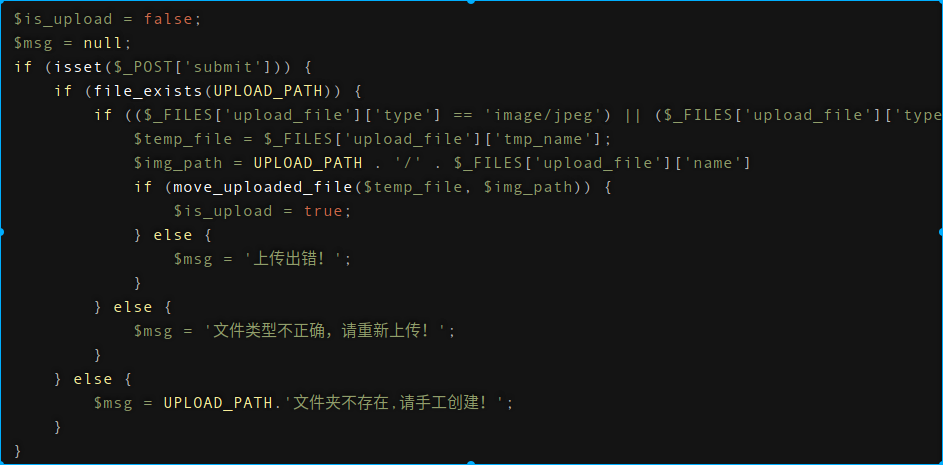 $is_upload = false;
$msg = null;
if (isset($_POST['submit'])) {
    if (file_exists(UPLOAD_PATH)) {
        if (($_FILES['upload_file']['type'] == 'image/jpeg') || ($_FILES['upload_file']['type
            $temp_file = $_FILES['upload_file']['tmp_name'];
            $img_path = UPLOAD_PATH . '/' . $_FILES['upload_file']['name']
            if (move_uploaded_file($temp_file, $img_path)) {
                $is_upload = true;
            } else {
                $msg = '上传出错！';
            }
        } else {
            $msg = '文件类型不正确，请重新上传！';
        }
    } else {
        $msg = UPLOAD_PATH.'文件夹不存在,请手工创建！';
    }
}